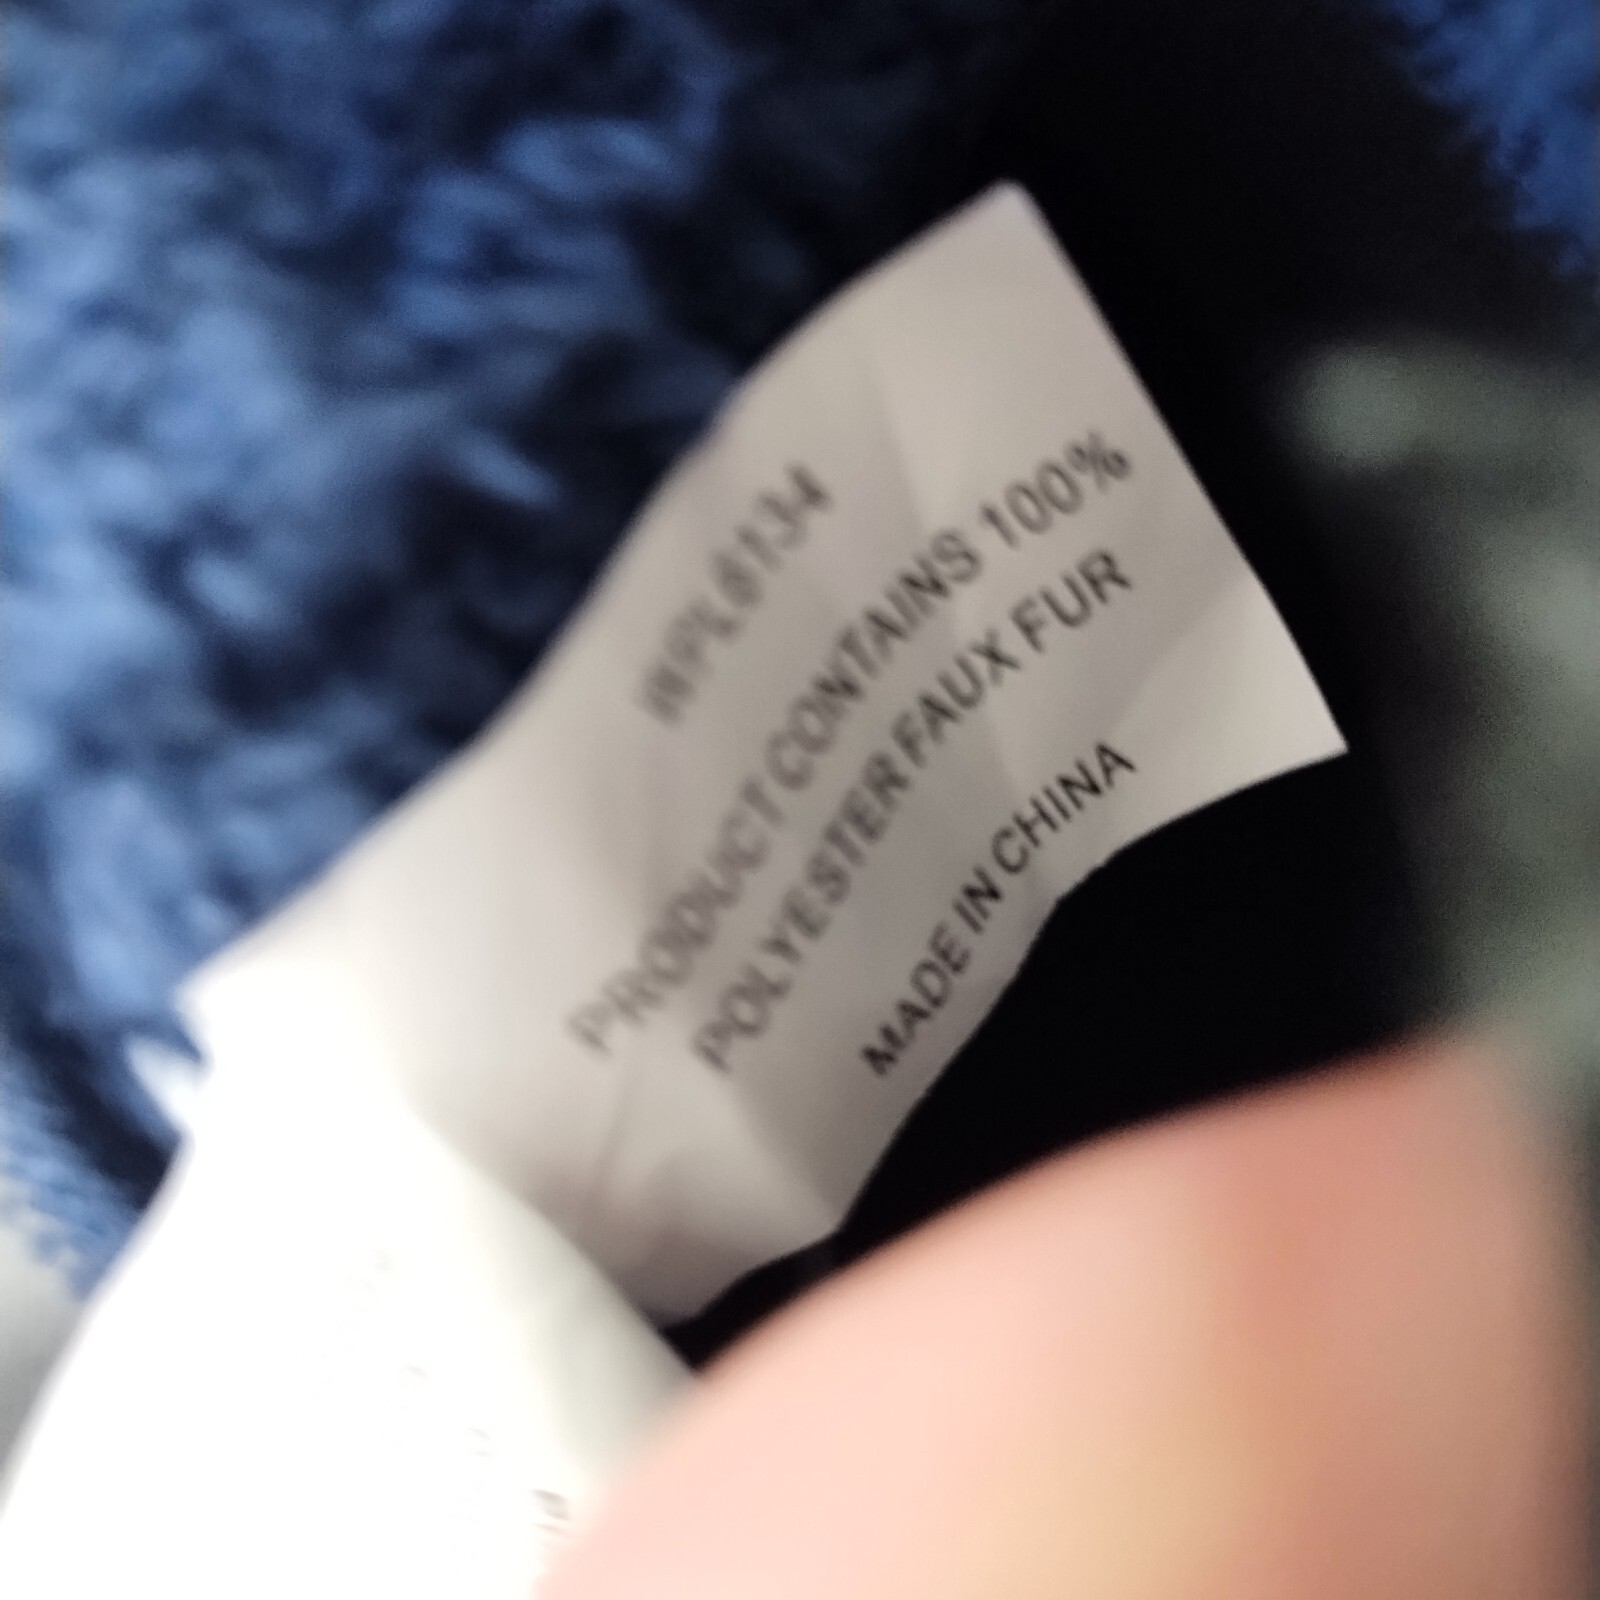 PRODUCT CONTAINS 100%
POLYESTER FAUX FUR
MADE IN CHINA